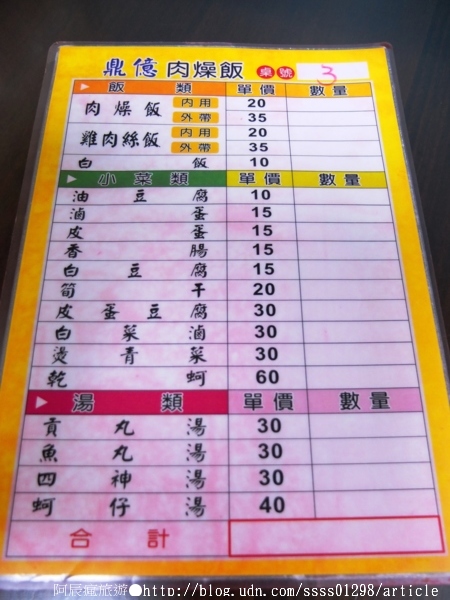 鼎億肉燥飯 桌號 3
▶ 飯類 單價 數量
肉燥飯 內用 20
外帶 35
雞肉絲飯 內用 20
外帶 35
白飯 10
▶ 小菜類 單價 數量
油豆腐 10
滷蛋 15
皮蛋 15
香腸 15
白豆腐 15
筍干 20
皮蛋豆腐 30
白菜滷 30
燙青菜 30
乾蚵 60
▶ 湯類 單價 數量
貢丸湯 30
魚丸湯 30
四神湯 30
蚵仔湯 40
合計
阿辰瘋旅遊●http://blog.udn.com/ssss01298/article